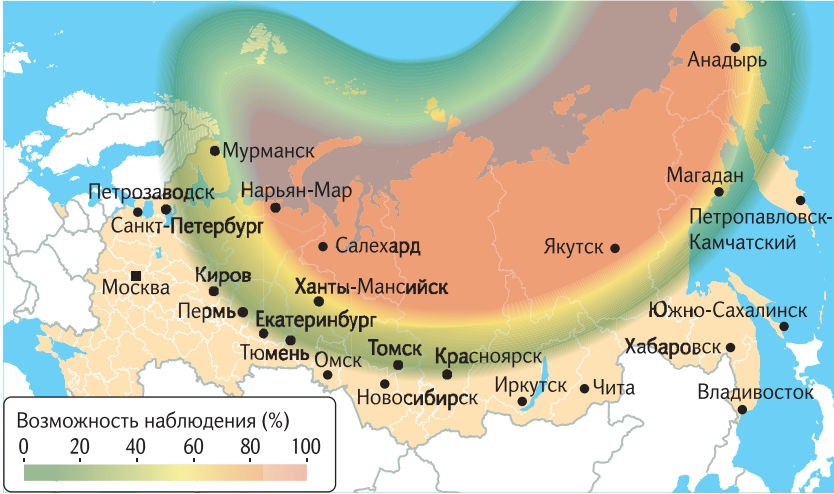 Анадырь
Мурманск
Магадан
Петрозаводск
Нарьян-Мар
Петропавловск-
Камчатский
Санкт-Петербург
Салехард
Якутск
Москва
Киров
Ханты-Мансийск
Пермь
Екатеринбург
Южно-Сахалинск
Тюмень
Омск
Томск
Красноярск
Хабаровск
Новосибирск
Иркутск
Чита
Владивосток
Возможность наблюдения (%)
0 20 40 60 80 100